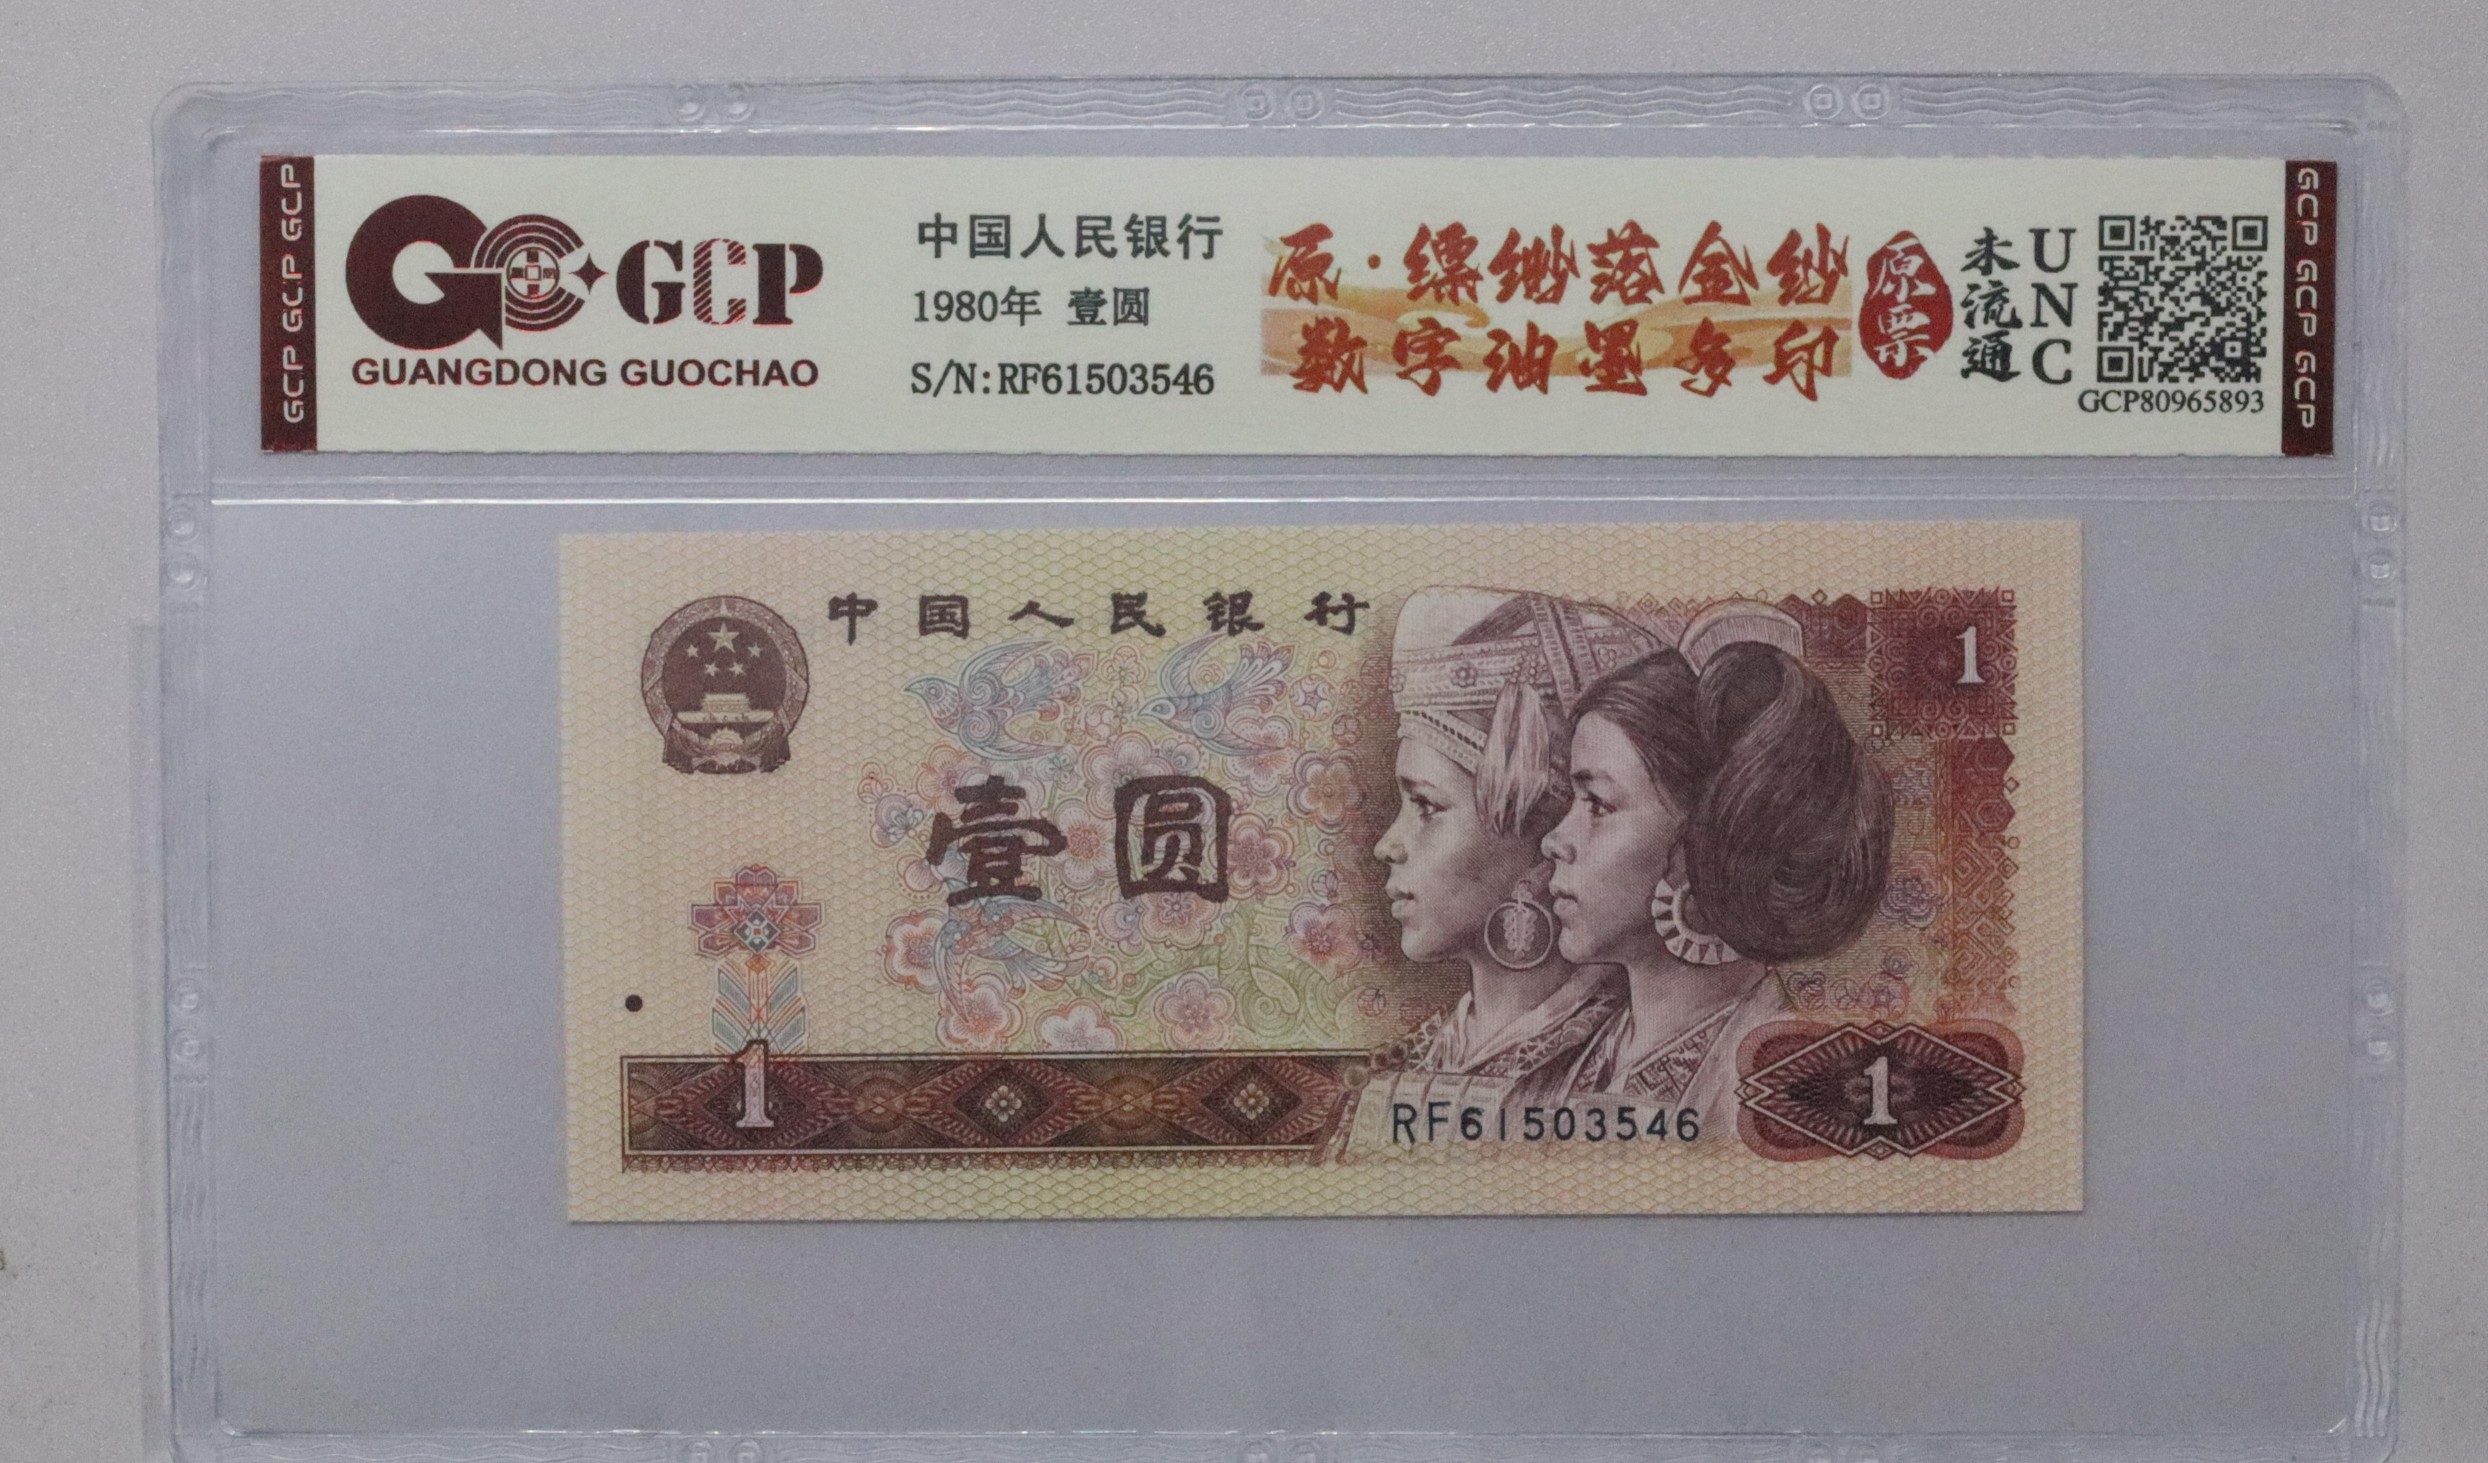 GCP GCP GCP
GCP
GUANGDONG GUOCHAO
中国人民银行
1980年 壹圆
S/N:RF61503546
原·缥缈落金纱
数字油墨多印
原票
未流通
UNC
GCP80965893
GCP GCP GCP
中国人民银行
1
壹圆
1
RF61503546
1